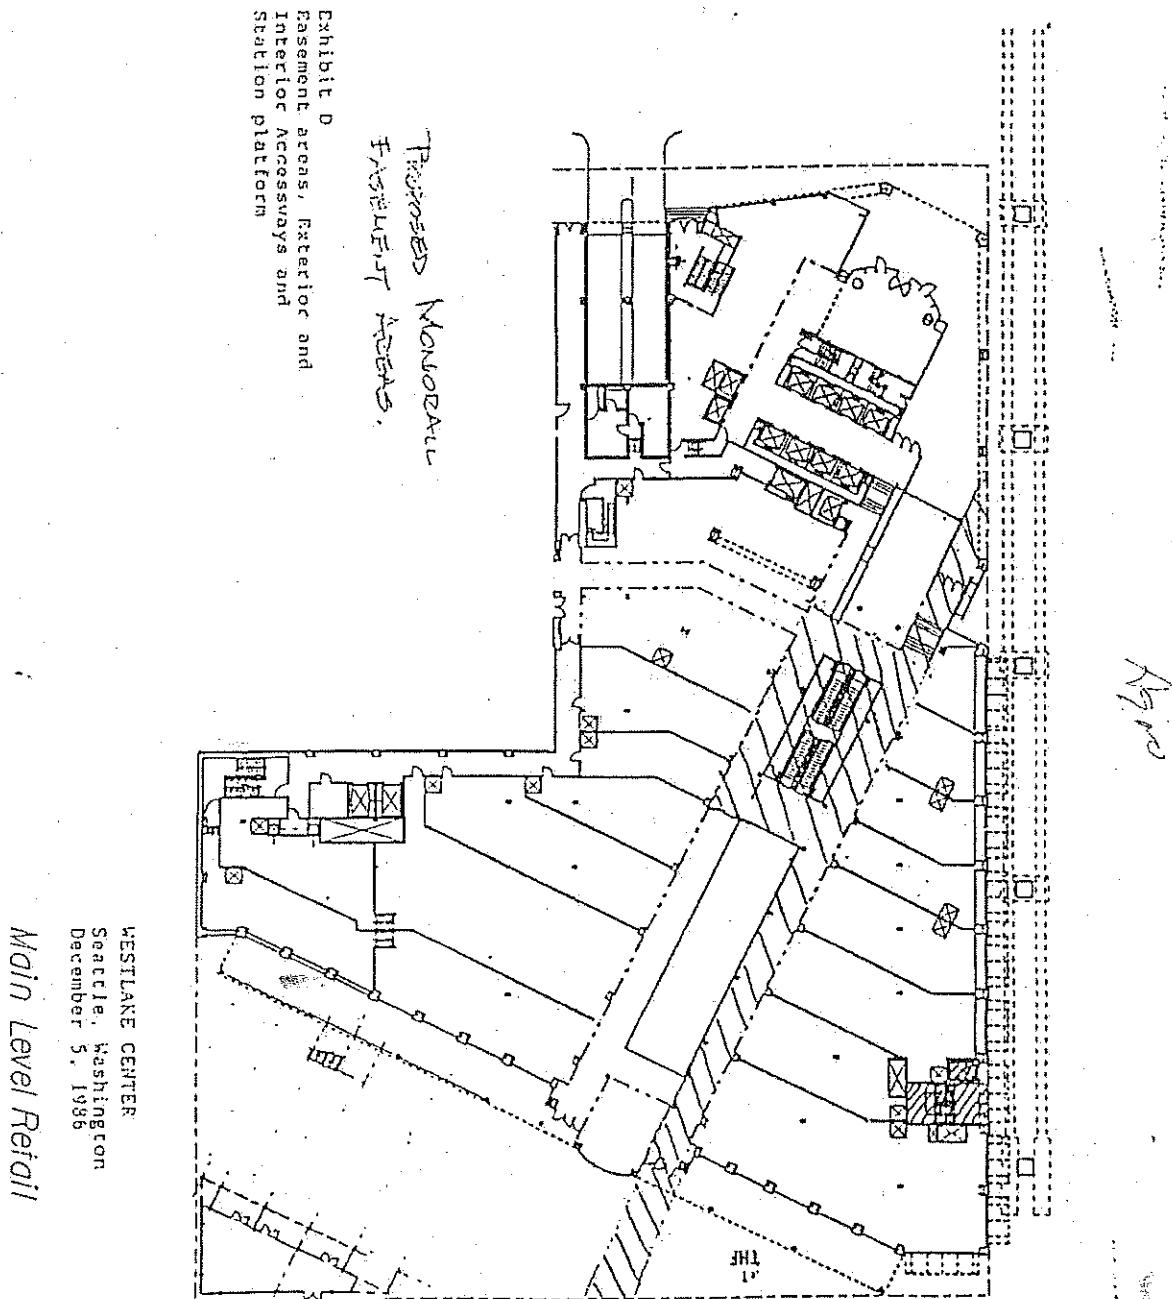 Exhibit D
Easement areas, Exterior and
Interior Accessways and
Station platform
PROPOSED MONORAIL
EASEMENT AREAS.
WESTLAKE CENTER
Seattle, Washington
December 5, 1986
Main Level Retail